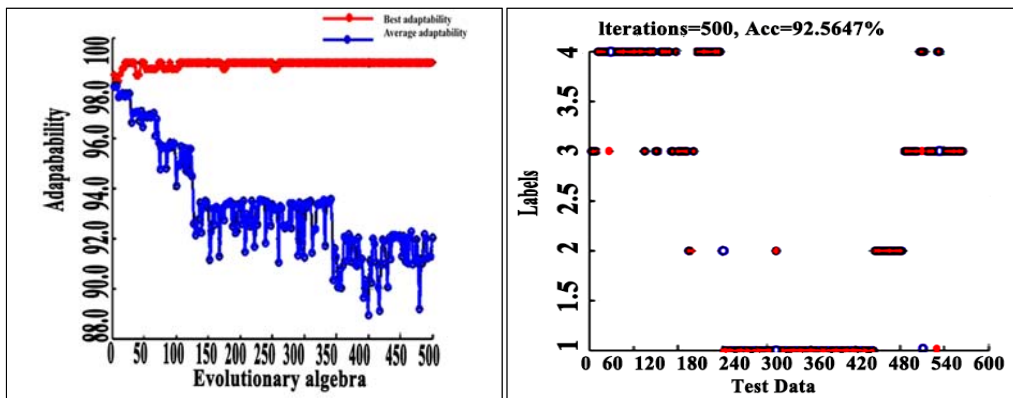 Best adaptability
Average adaptability
100
98.0
96.0
94.0
92.0
90.0
88.0
Adapabability
0 50 100 150 200 250 300 350 400 450 500
Evolutionary algebra
Iterations=500, Acc=92.5647%
4
3.5
3
2.5
2
1.5
1
Labels
0 60 120 180 240 300 360 420 480 540 600
Test Data